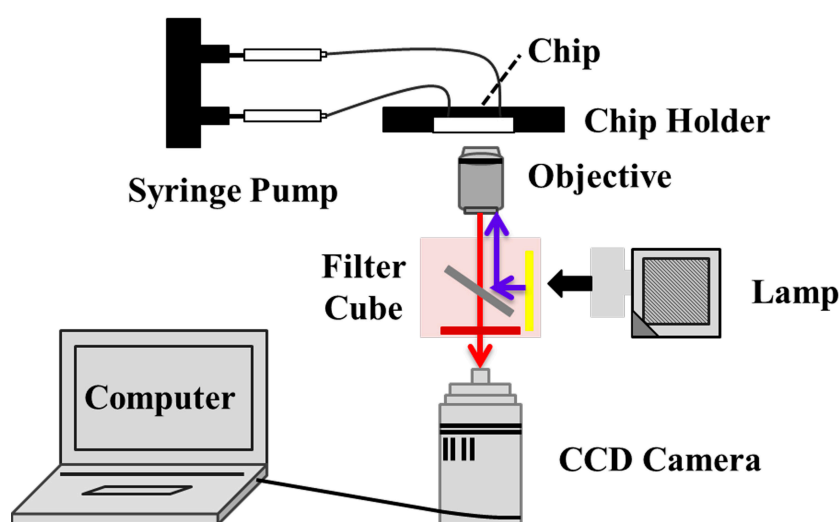 Chip
Chip Holder
Syringe Pump
Objective
Filter
Cube
Lamp
Computer
CCD Camera